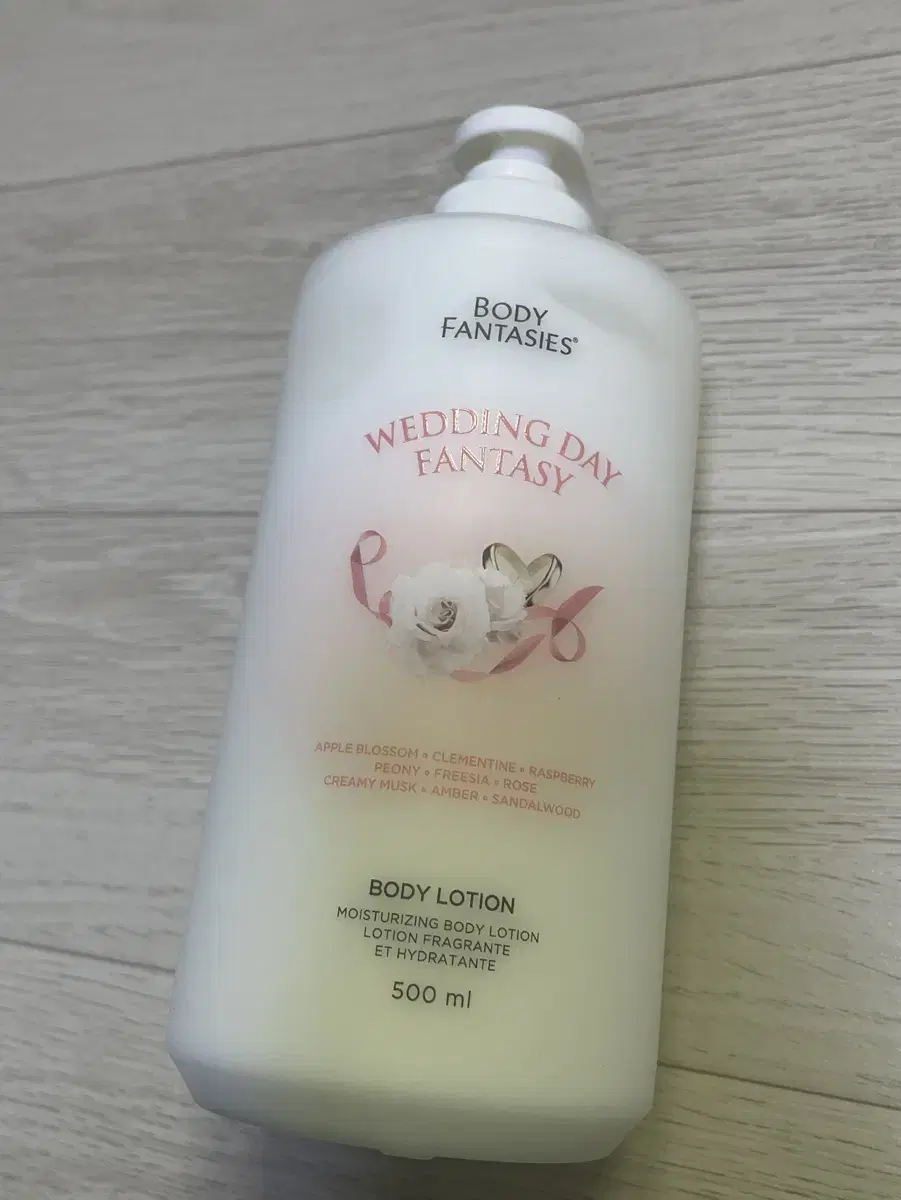 BODY
FANTASIES®
WEDDING DAY
FANTASY
APPLE BLOSSOM • CLEMENTINE • RASPBERRY
PEONY • FREESIA • ROSE
CREAMY MUSK • AMBER • SANDALWOOD
BODY LOTION
MOISTURIZING BODY LOTION
LOTION FRAGRANTE
ET HYDRATANTE
500 ml